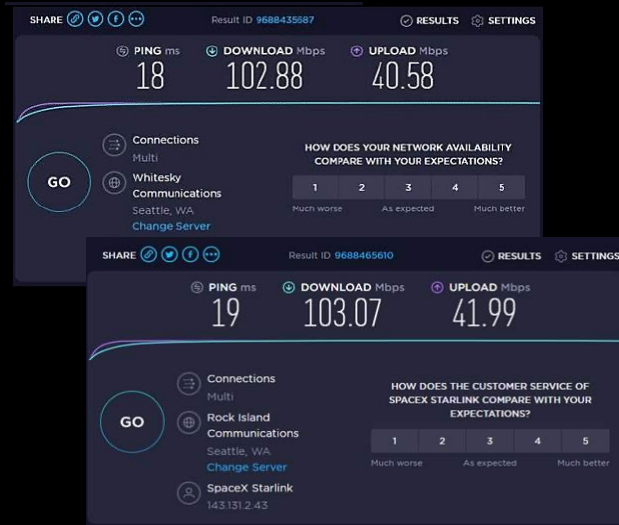 SHARE
Result ID 9688435587
RESULTS SETTINGS
PING ms DOWNLOAD Mbps UPLOAD Mbps
18 102.88 40.58
Connections
Multi
GO
Whitesky
Communications
Seattle, WA
Change Server
HOW DOES YOUR NETWORK AVAILABILITY
COMPARE WITH YOUR EXPECTATIONS?
1 2 3 4 5
Much worse As expected Much better
SHARE
Result ID 9688465610
RESULTS SETTINGS
PING ms DOWNLOAD Mbps UPLOAD Mbps
19 103.07 41.99
Connections
Multi
GO
Rock Island
Communications
Seattle, WA
Change Server
SpaceX Starlink
143.131.2.43
HOW DOES THE CUSTOMER SERVICE OF
SPACEX STARLINK COMPARE WITH YOUR
EXPECTATIONS?
1 2 3 4 5
Much worse As expected Much better